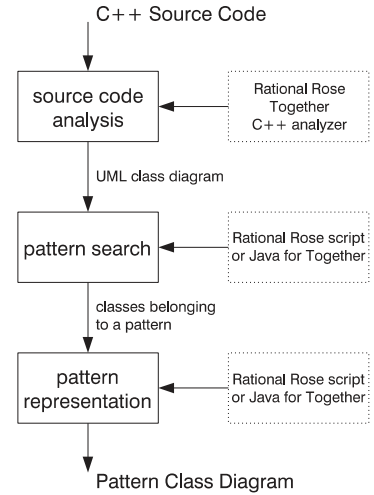 C++ Source Code
source code
analysis
Rational Rose
Together
C++ analyzer
UML class diagram
pattern search
Rational Rose script
or Java for Together
classes belonging
to a pattern
pattern
representation
Rational Rose script
or Java for Together
Pattern Class Diagram